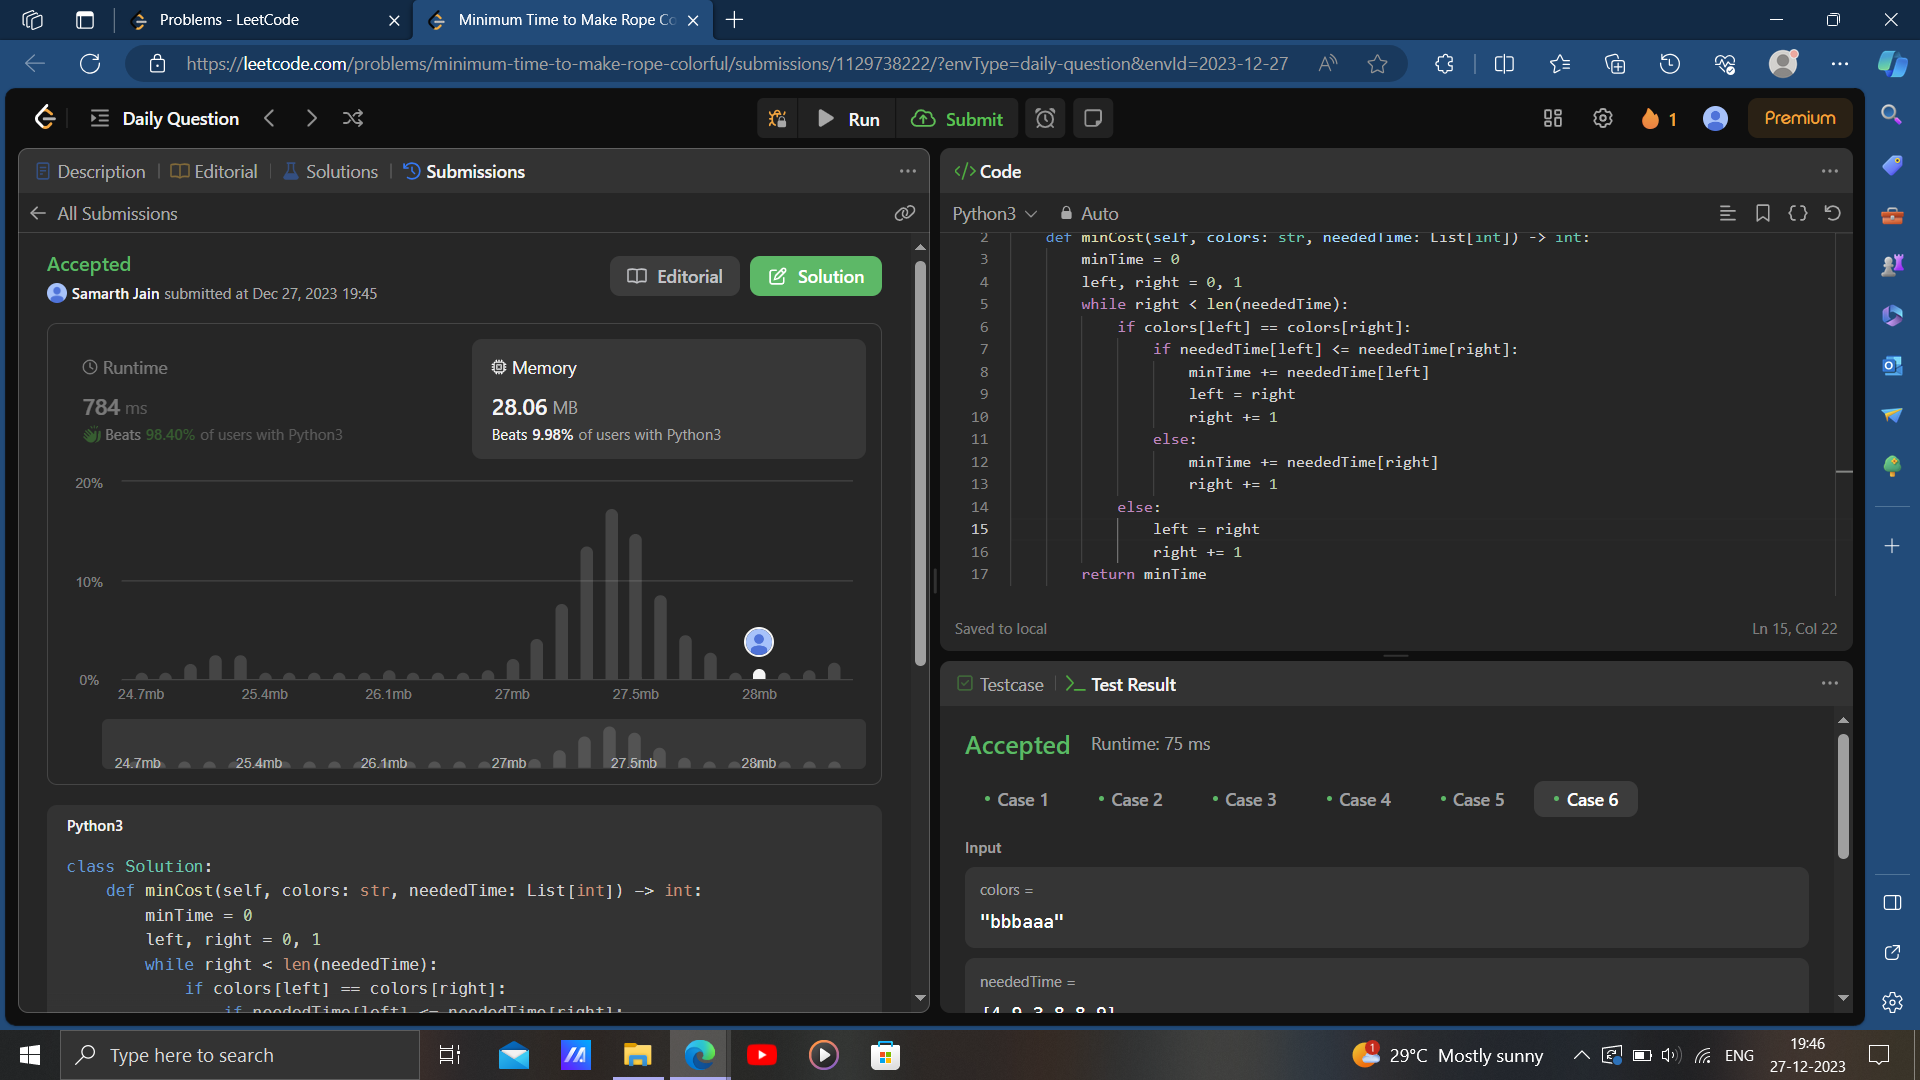 Problems - LeetCode
Minimum Time to Make Rope Co
https://leetcode.com/problems/minimum-time-to-make-rope-colorful/submissions/1129738222/?envType=daily-question&envId=2023-12-27
Daily Question
Run
Submit
1
Premium
Description
Editorial
Solutions
Submissions
All Submissions
Accepted
Samarth Jain submitted at Dec 27, 2023 19:45
Editorial
Solution
Runtime
784 ms
Beats 98.40% of users with Python3
Memory
28.06 MB
Beats 9.98% of users with Python3
20%
10%
0%
24.7mb 25.4mb 26.1mb 27mb 27.5mb 28mb
24.7mb 25.4mb 26.1mb 27mb 27.5mb 28mb
Python3
class Solution:
def minCost(self, colors: str, neededTime: List[int]) -> int:
minTime = 0
left, right = 0, 1
while right < len(neededTime):
if colors[left] == colors[right]:
if neededTime[left] <= neededTime[right]:
</> Code
Python3
Auto
2 def minCost(self, colors: str, neededTime: List[int]) -> int:
3 minTime = 0
4 left, right = 0, 1
5 while right < len(neededTime):
6 if colors[left] == colors[right]:
7 if neededTime[left] <= neededTime[right]:
8 minTime += neededTime[left]
9 left = right
10 right += 1
11 else:
12 minTime += neededTime[right]
13 right += 1
14 else:
15 left = right
16 right += 1
17 return minTime
Saved to local
Ln 15, Col 22
Testcase
Test Result
Accepted Runtime: 75 ms
Case 1 Case 2 Case 3 Case 4 Case 5 Case 6
Input
colors =
"bbbaaa"
neededTime =
[4,9,3,8,8,9]
Type here to search
1
29°C Mostly sunny
ENG
19:46
27-12-2023